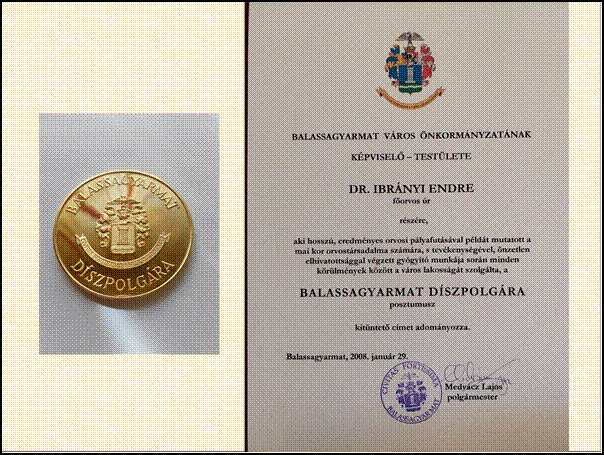 BALASSAGYARMAT
DÍSZPOLGÁRA
BALASSAGYARMAT VÁROS ÖNKORMÁNYZATÁNAK
KÉPVISELŐ – TESTÜLETE
DR. IBRÁNYI ENDRE
főorvos úr
részére,
aki hosszú, eredményes orvosi pályafutásával példát mutatott a
mai kor orvostársadalma számára, s tevékenységével, önzetlen
elhivatottsággal végzett gyógyító munkája során minden
körülmények között a város lakosságát szolgálta, a
BALASSAGYARMAT DÍSZPOLGÁRA
posztumusz
kitüntető címet adományozza.
Balassagyarmat, 2008. január 29.
CIVITAS FORTISSIMA
BALASSAGYARMAT
Medvácz Lajos
polgármester